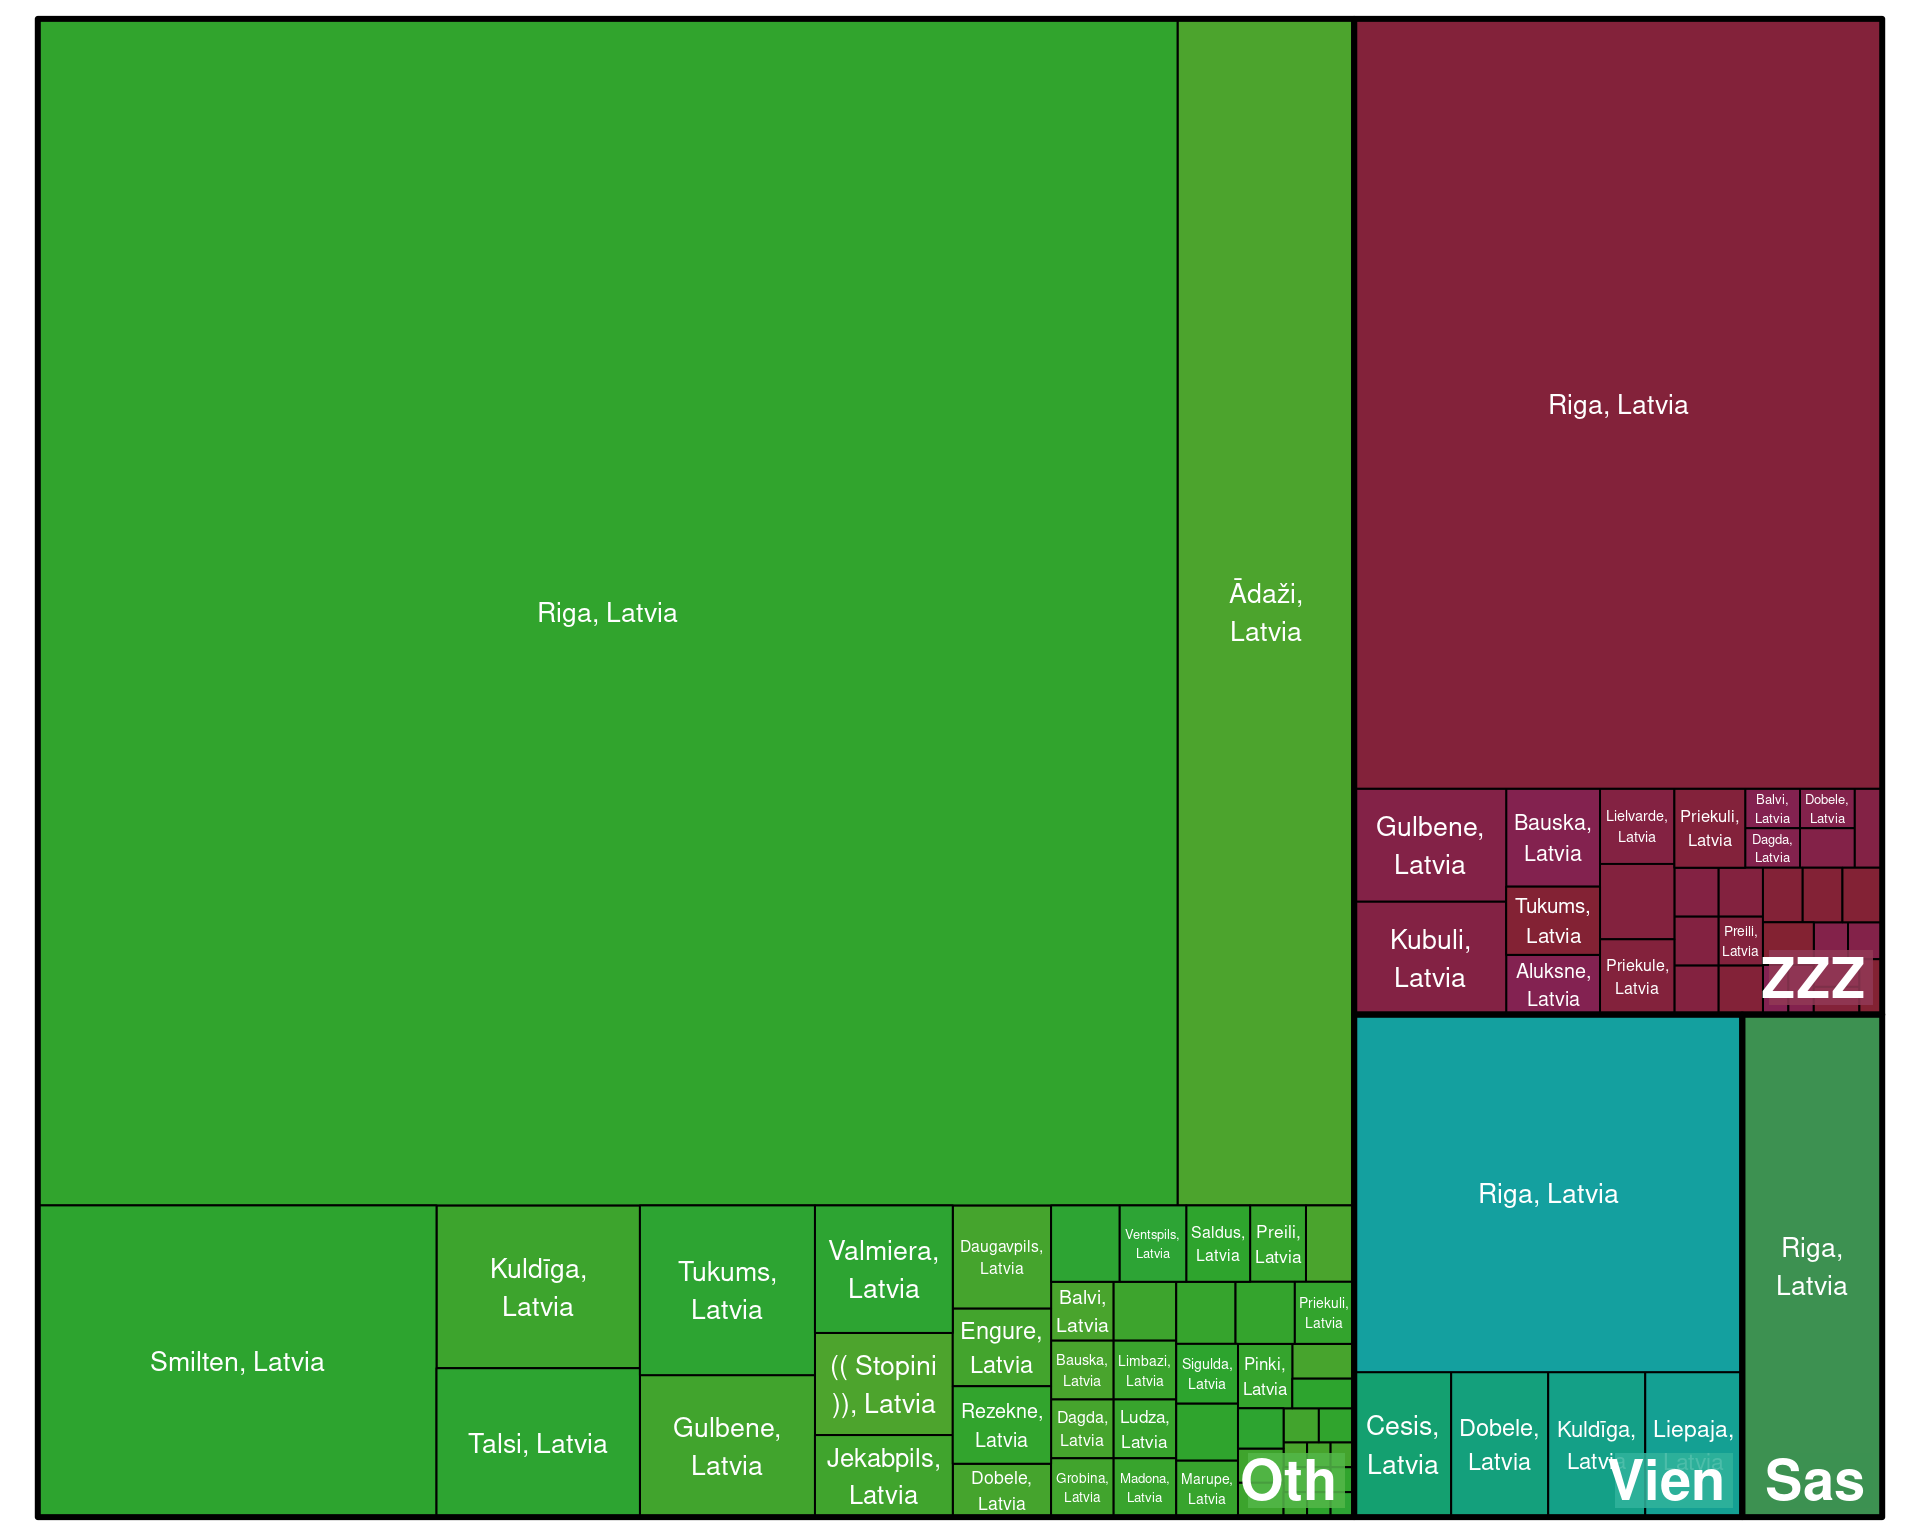 Riga, Latvia
Ādaži,
Latvia
Smilten, Latvia
Kuldīga,
Latvia
Talsi, Latvia
Tukums,
Latvia
Gulbene,
Latvia
Valmiera,
Latvia
(( Stopini
)), Latvia
Jekabpils,
Latvia
Daugavpils,
Latvia
Engure,
Latvia
Rezekne,
Latvia
Dobele,
Latvia
Ventspils,
Latvia
Saldus,
Latvia
Preili,
Latvia
Balvi,
Latvia
Priekuli,
Latvia
Bauska,
Latvia
Limbazi,
Latvia
Sigulda,
Latvia
Pinki,
Latvia
Dagda,
Latvia
Ludza,
Latvia
Grobina,
Latvia
Madona,
Latvia
Marupe,
Latvia
Oth
Riga, Latvia
Gulbene,
Latvia
Kubuli,
Latvia
Bauska,
Latvia
Tukums,
Latvia
Aluksne,
Latvia
Lielvarde,
Latvia
Priekule,
Latvia
Priekuli,
Latvia
Balvi,
Latvia
Dobele,
Latvia
Dagda,
Latvia
Preili,
Latvia
ZZZ
Riga, Latvia
Cesis,
Latvia
Dobele,
Latvia
Kuldīga,
Latvia
Liepaja,
Latvia
Vien
Riga,
Latvia
Sas